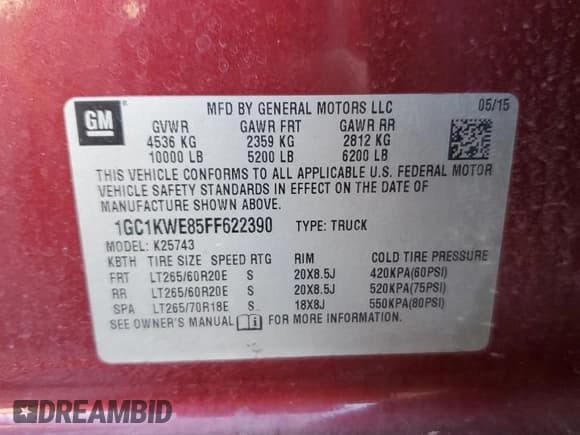 GM
MFD BY GENERAL MOTORS LLC 05/15
GVWR GAWR FRT GAWR RR
4536 KG 2359 KG 2812 KG
10000 LB 5200 LB 6200 LB
THIS VEHICLE CONFORMS TO ALL APPLICABLE U.S. FEDERAL MOTOR
VEHICLE SAFETY STANDARDS IN EFFECT ON THE DATE OF
MANUFACTURE SHOWN ABOVE.
1GC1KWE85FF622390 TYPE: TRUCK
MODEL: K25743
KBTH TIRE SIZE SPEED RTG RIM COLD TIRE PRESSURE
FRT LT265/60R20E S 20X8.5J 420KPA(60PSI)
RR LT265/60R20E S 20X8.5J 520KPA(75PSI)
SPA LT265/70R18E S 18X8J 550KPA(80PSI)
SEE OWNER'S MANUAL FOR MORE INFORMATION.
DREAMBID